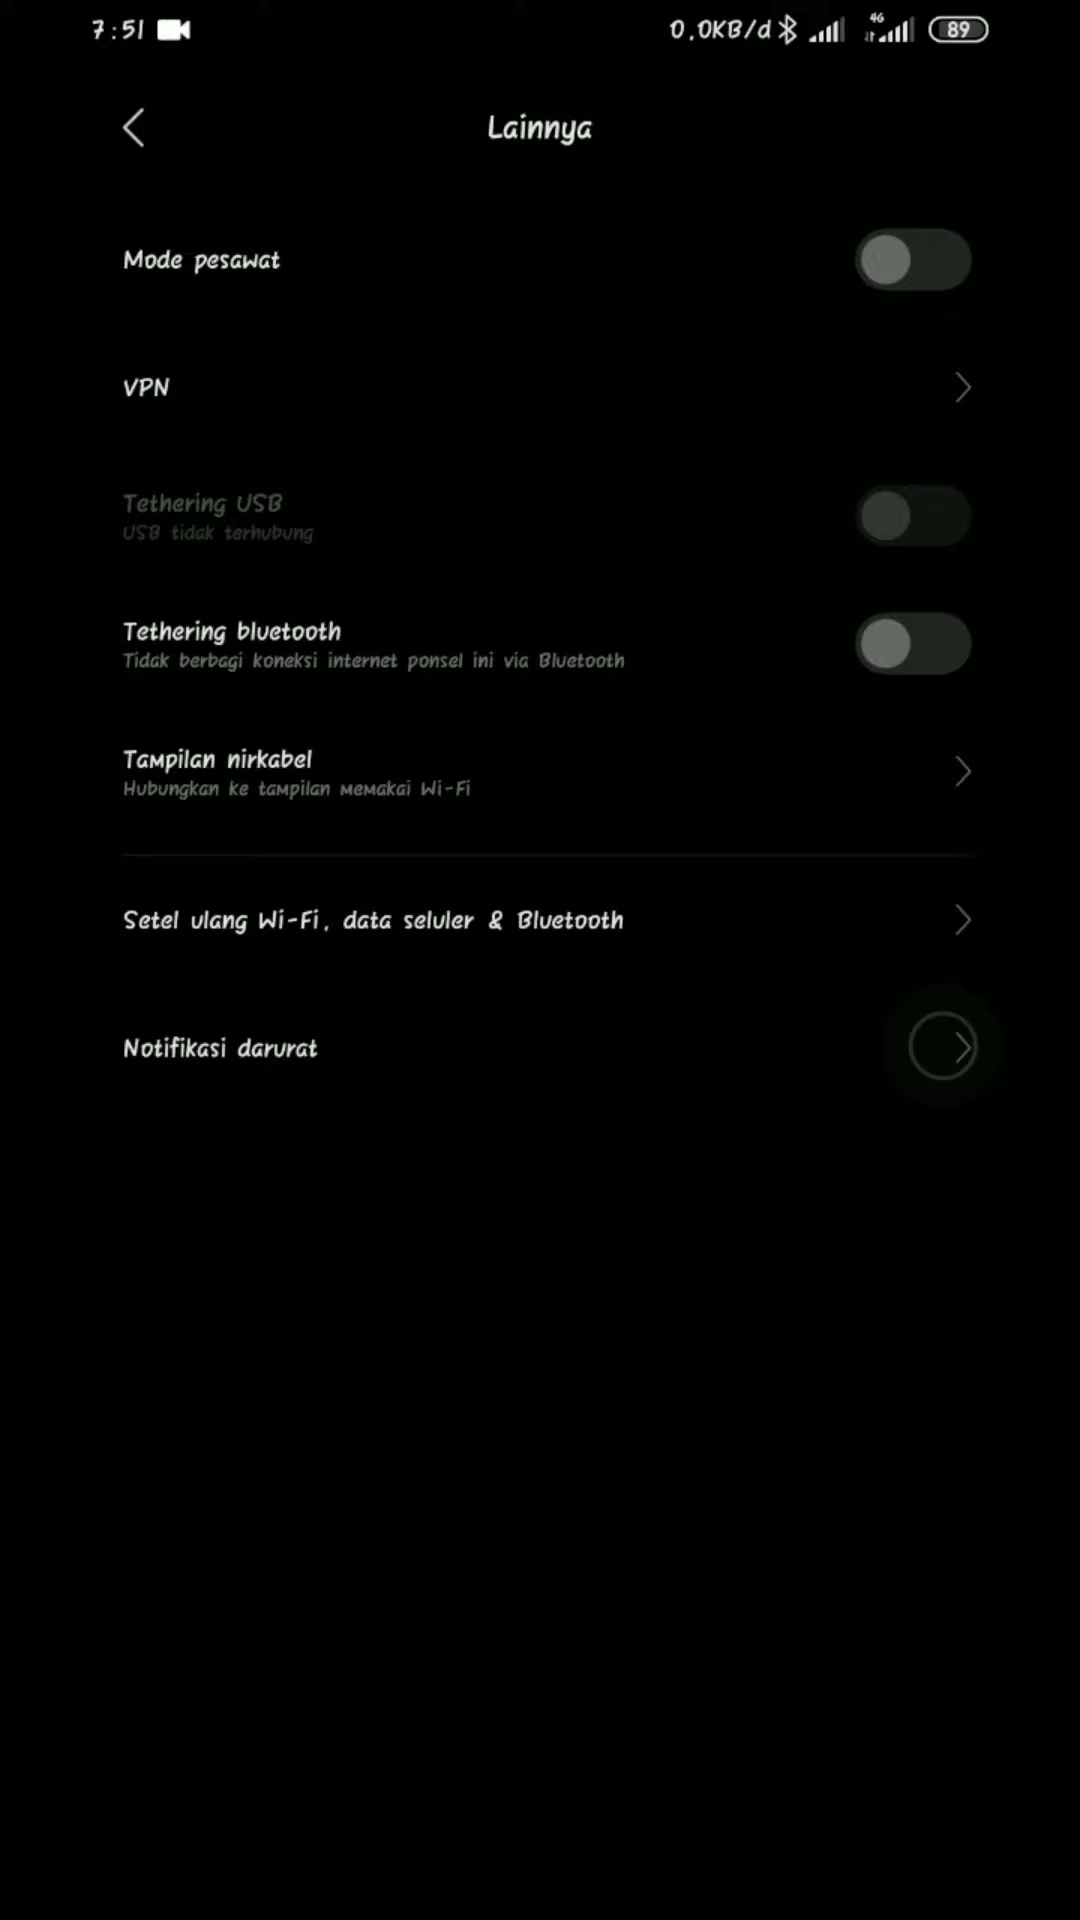 7:51 0.0KB/d 4G 89
Lainnya
Mode pesawat
VPN
Tethering USB
USB tidak terhubung
Tethering bluetooth
Tidak berbagi koneksi internet ponsel ini via Bluetooth
Tampilan nirkabel
Hubungkan ke tampilan memakai Wi-Fi
Setel ulang Wi-Fi, data seluler & Bluetooth
Notifikasi darurat